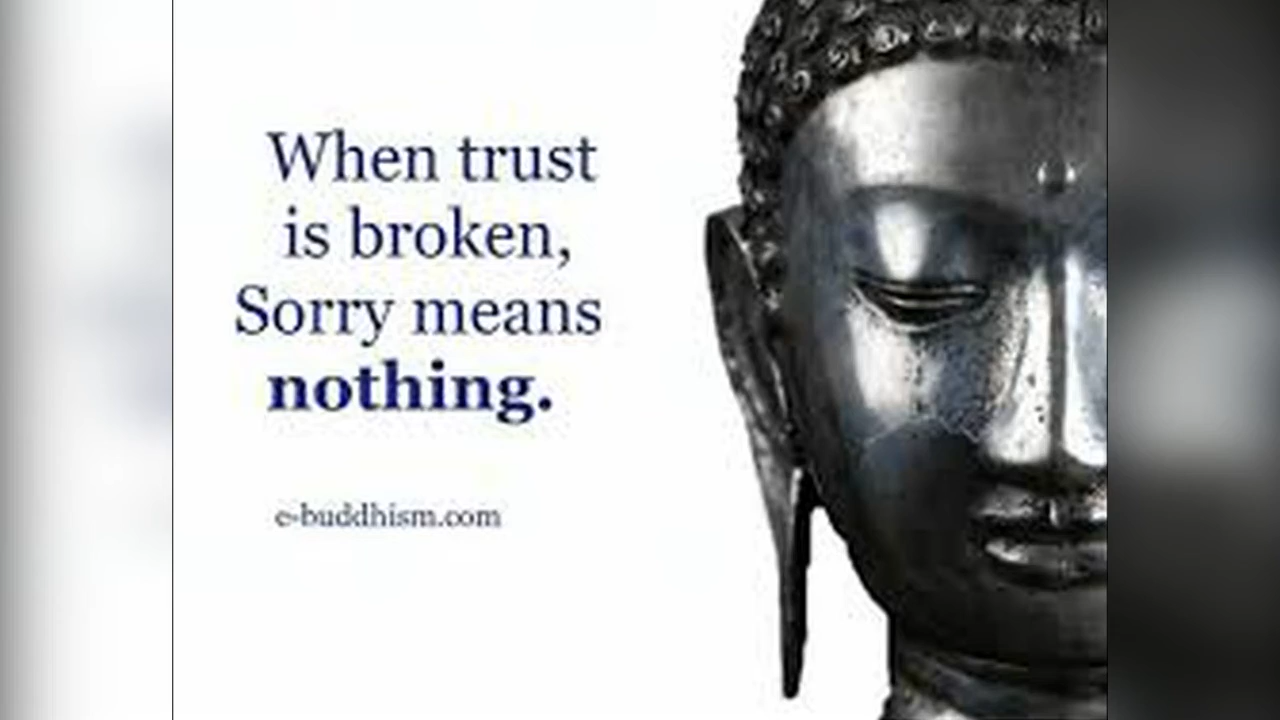 When trust
is broken,
Sorry means
nothing.
e-buddhism.com